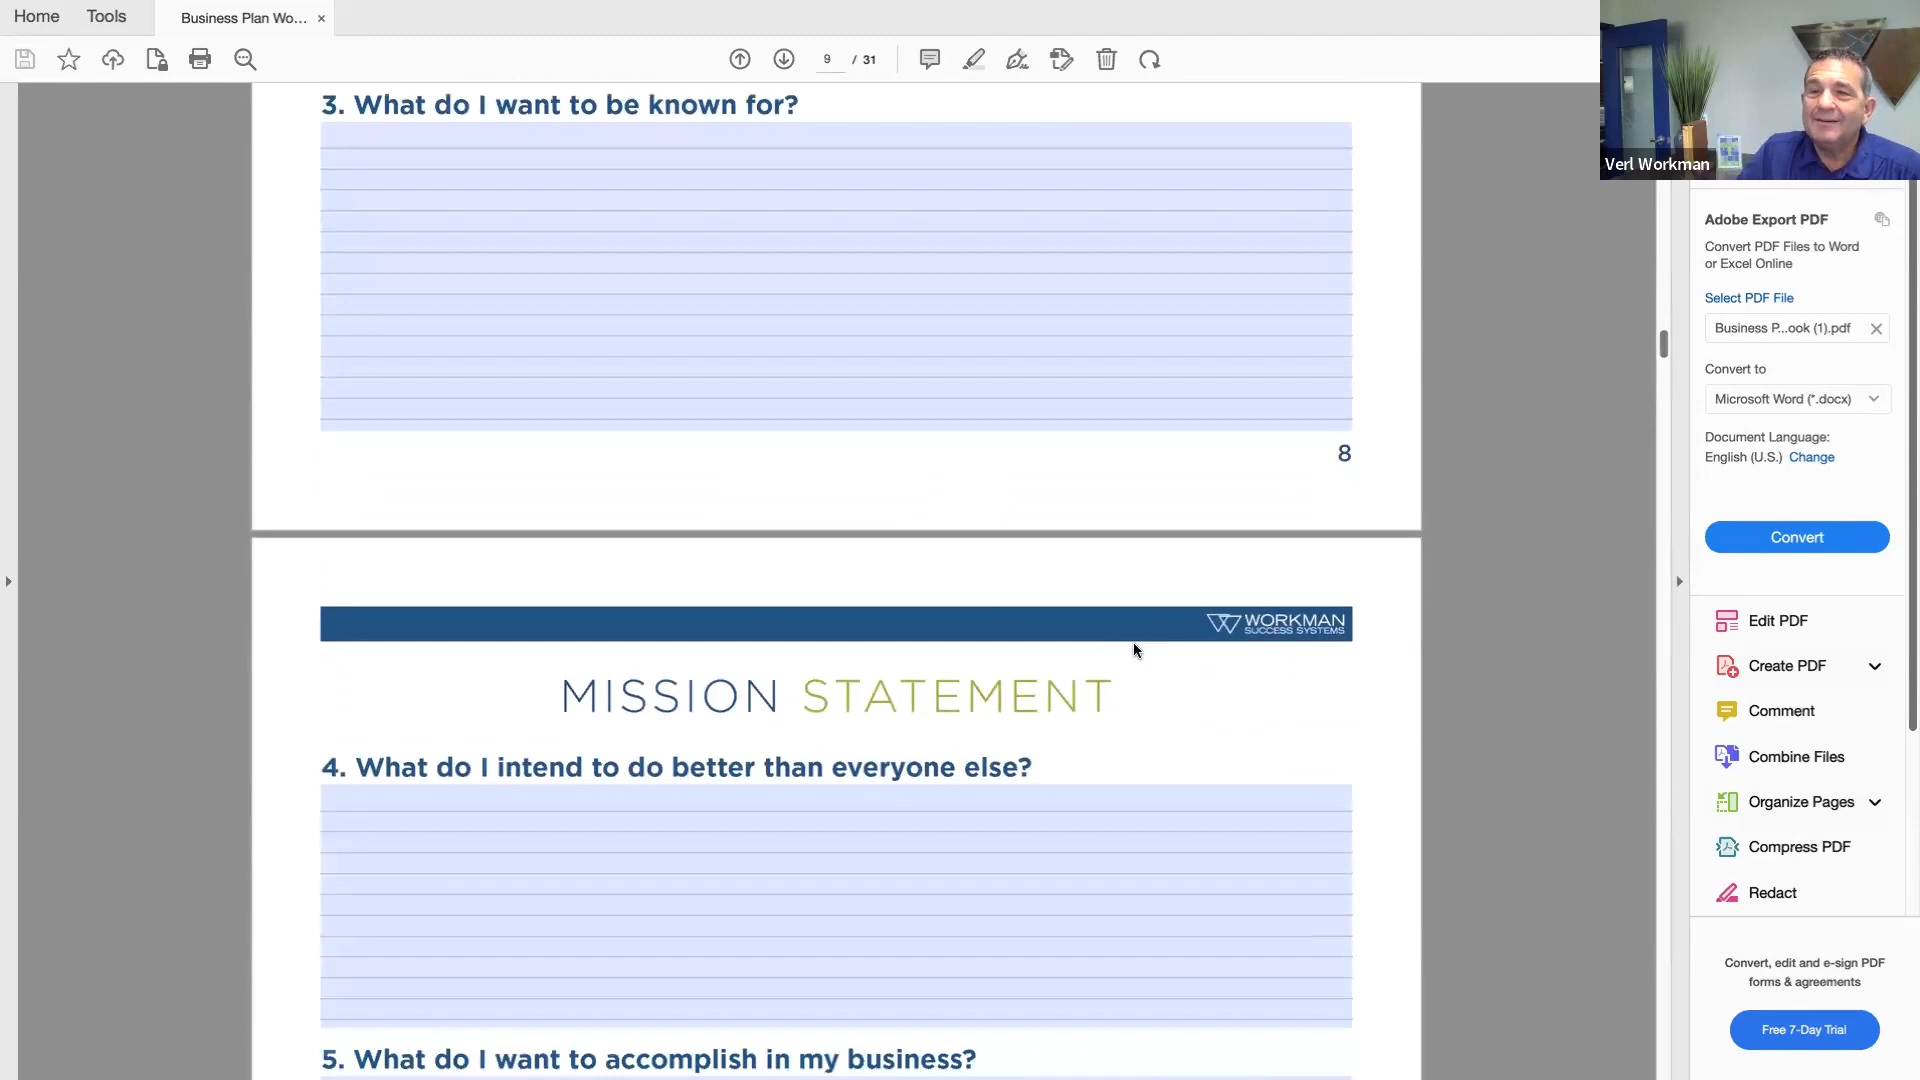 Home
Tools
Business Plan Wo...
9 / 31
Verl Workman
3. What do I want to be known for?
8
WORKMAN
SUCCESS SYSTEMS
MISSION STATEMENT
4. What do I intend to do better than everyone else?
5. What do I want to accomplish in my business?
Adobe Export PDF
Convert PDF Files to Word
or Excel Online
Select PDF File
Business P...ook (1).pdf
Convert to
Microsoft Word (*.docx)
Document Language:
English (U.S.) Change
Convert
Edit PDF
Create PDF
Comment
Combine Files
Organize Pages
Compress PDF
Redact
Convert, edit and e-sign PDF
forms & agreements
Free 7-Day Trial